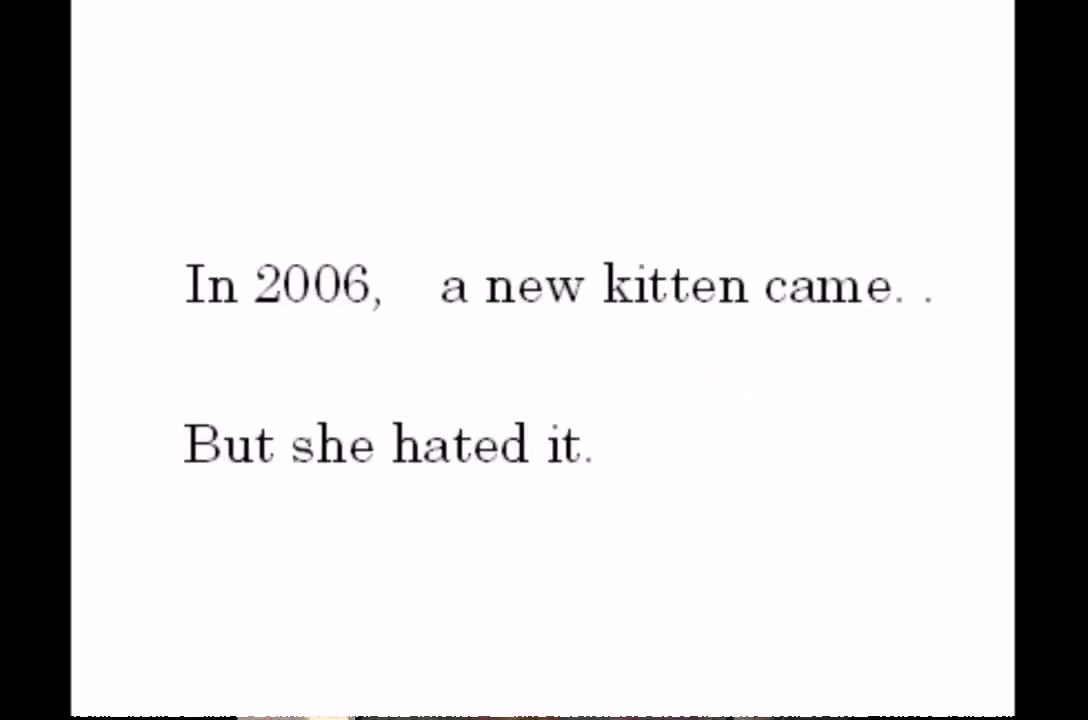 In 2006, a new kitten came. .
But she hated it.